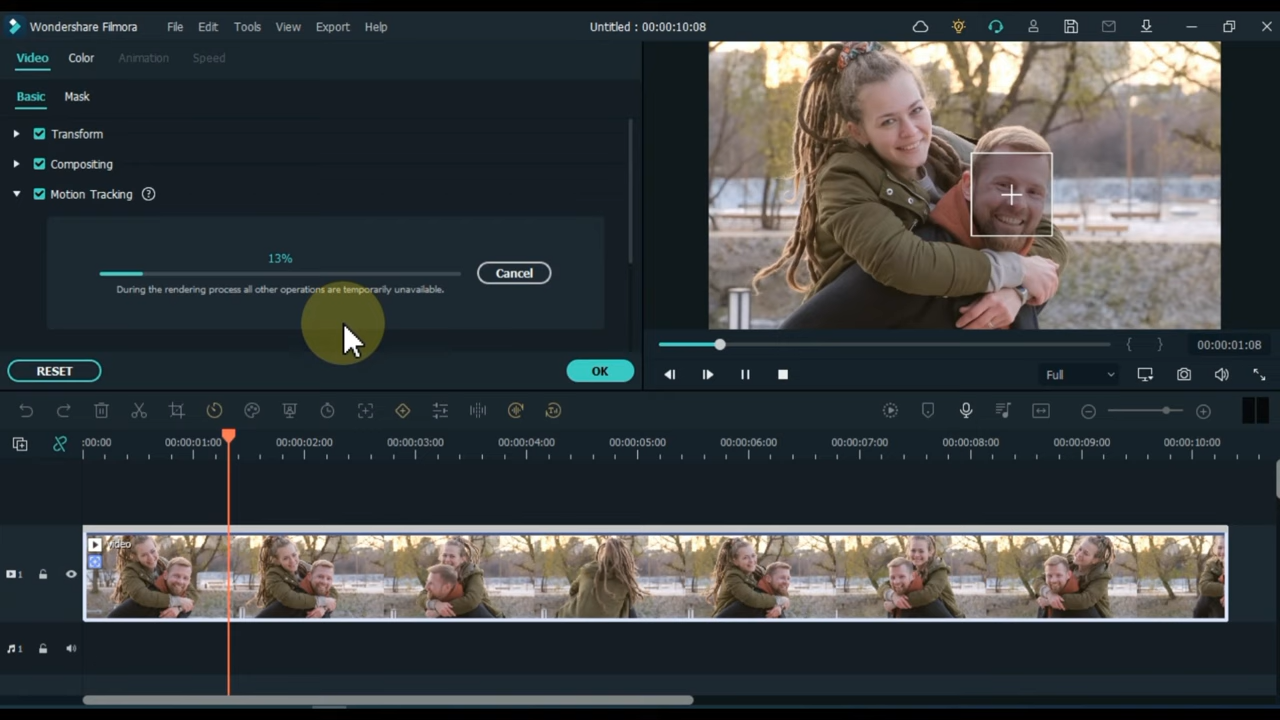 Wondershare Filmora File Edit Tools View Export Help Untitled : 00:00:10:08
Video Color Animation Speed
Basic Mask
Transform
Compositing
Motion Tracking ?
13%
Cancel
During the rendering process all other operations are temporarily unavailable.
RESET OK
{ } 00:00:01:08
Full
:00:00 00:00:01:00 00:00:02:00 00:00:03:00 00:00:04:00 00:00:05:00 00:00:06:00 00:00:07:00 00:00:08:00 00:00:09:00 00:00:10:00
video
1
1